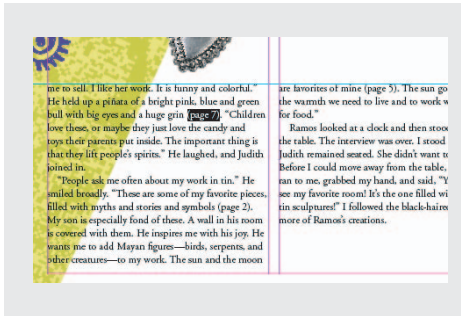 me to sell. I like her work. It is funny and colorful.”
He held up a piñata of a bright pink, blue and green
bull with big eyes and a huge grin (page 7). “Children
love these, or maybe they just love the candy and
toys their parents put inside. The important thing is
that they lift people’s spirits.” He laughed, and Judith
joined in.
“People ask me often about my work in tin.” He
smiled broadly. “These are some of my favorite pieces,
filled with myths and stories and symbols (page 2).
My son is especially fond of these. A wall in his room
is covered with them. He inspires me with his joy. He
wants me to add Mayan figures—birds, serpents, and
other creatures—to my work. The sun and the moon
are favorites of mine (page 5). The sun go
the warmth we need to live and to work w
for food.”
Ramos looked at a clock and then stood
the table. The interview was over. I stood
Judith remained seated. She didn’t want to
Before I could move away from the table,
ran to me, grabbed my hand, and said, “Y
see my favorite room! It’s the one filled wi
tin sculptures!” I followed the black-haired
more of Ramos’s creations.